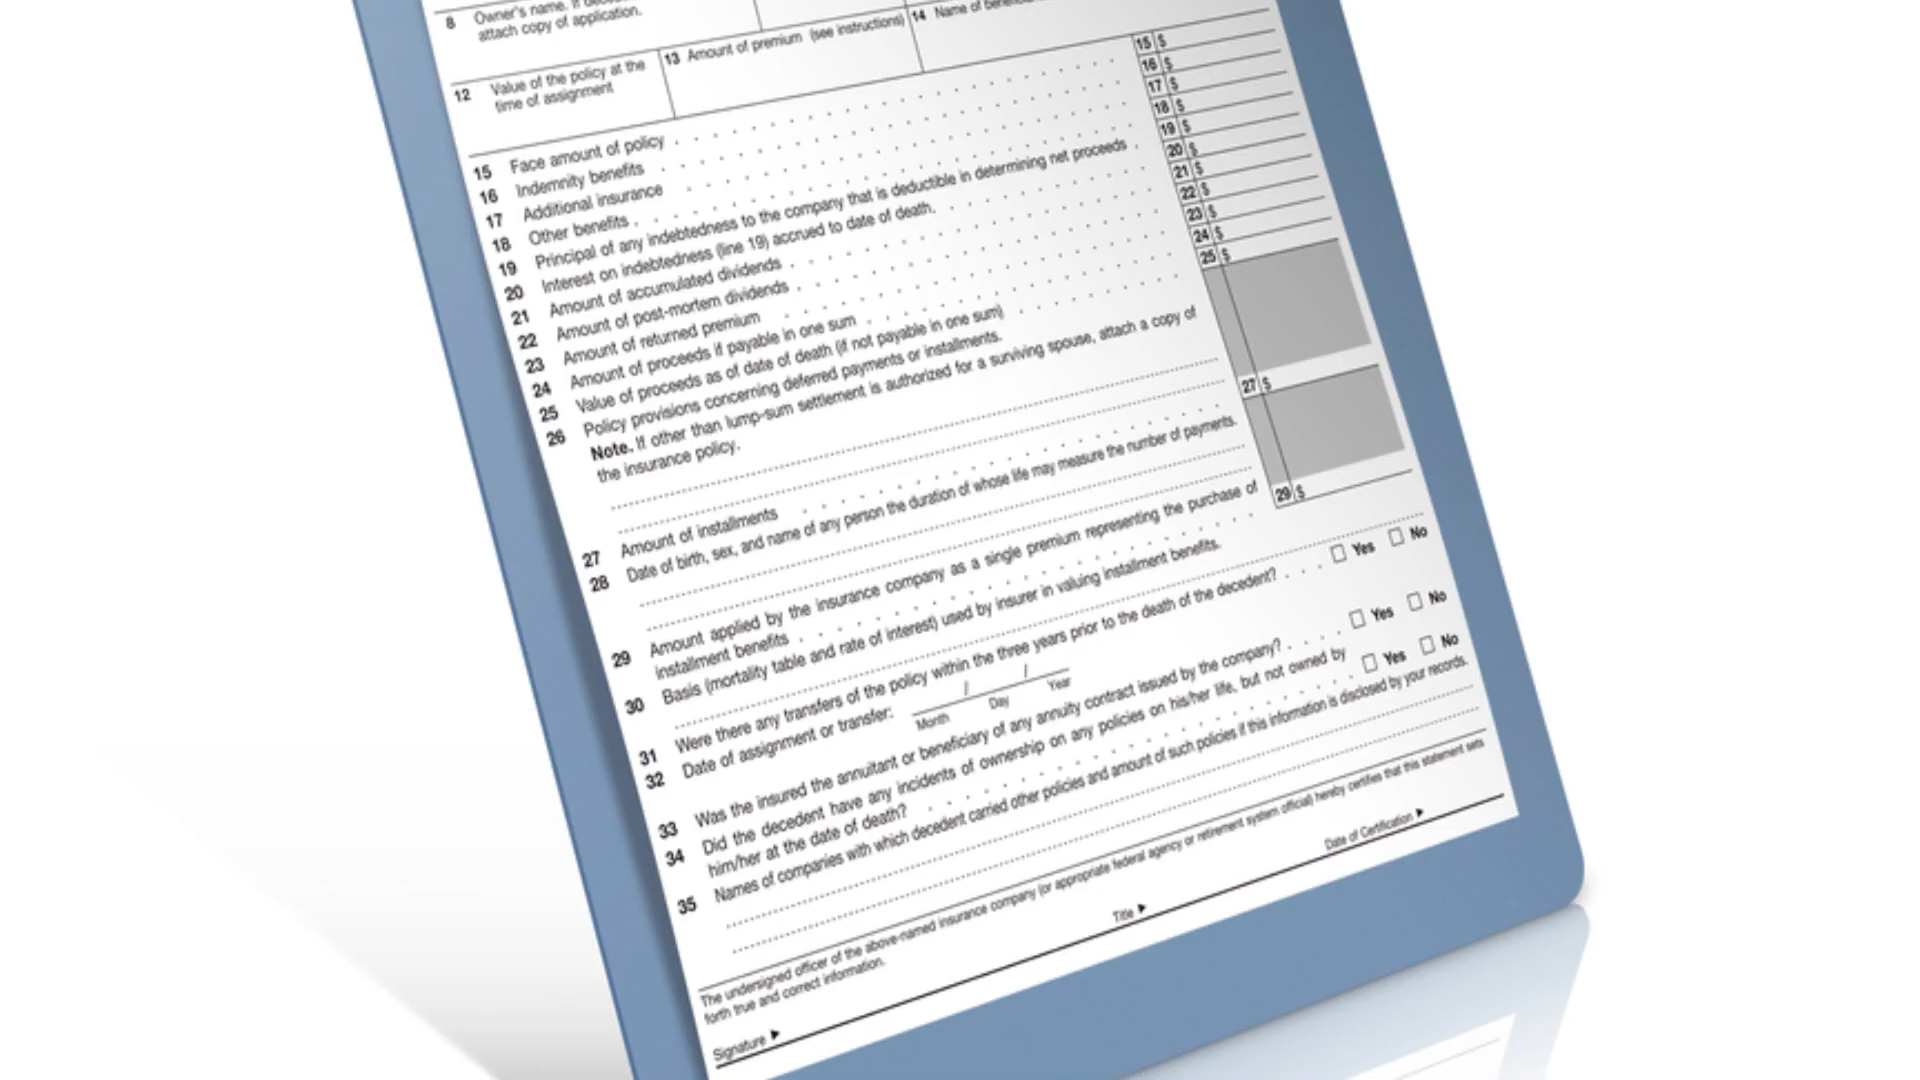 8 Owner's name. If
attach copy of application.
12 Value of the policy at the
time of assignment
13 Amount of premium (see instructions)
14 Name of
15 Face amount of policy 15 $
16 Indemnity benefits 16 $
17 Additional insurance 17 $
18 Other benefits 18 $
19 Principal of any indebtedness to the company that is deductible in determining net proceeds 19 $
20 Interest on indebtedness (line 19) accrued to date of death. 20 $
21 Amount of accumulated dividends 21 $
22 Amount of post-mortem dividends 22 $
23 Amount of returned premium 23 $
24 Amount of proceeds if payable in one sum 24 $
25 Value of proceeds as of date of death (if not payable in one sum) 25 $
26 Policy provisions concerning deferred payments or installments.
Note. If other than lump-sum settlement is authorized for a surviving spouse, attach a copy of
the insurance policy.
27 Amount of installments 27 $
28 Date of birth, sex, and name of any person the duration of whose life may measure the number of payments.
29 Amount applied by the insurance company as a single premium representing the purchase of
installment benefits 29 $
30 Basis (mortality table and rate of interest) used by insurer in valuing installment benefits.
31 Were there any transfers of the policy within the three years prior to the death of the decedent? Yes No
32 Date of assignment or transfer: / /
Month Day Year
33 Was the insured the annuitant or beneficiary of any annuity contract issued by the company? Yes No
34 Did the decedent have any incidents of ownership on any policies on his/her life, but not owned by
him/her at the date of death? Yes No
35 Names of companies with which decedent carried other policies and amount of such policies if this information is disclosed by your records.
The undersigned officer of the above-named insurance company (or appropriate federal agency or retirement system official) hereby certifies that this statement sets
forth true and correct information.
Signature ▶ Title ▶ Date of Certification ▶